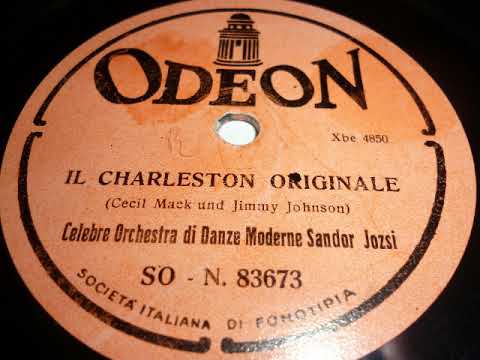 ODEON
Xbe 4850
IL CHARLESTON ORIGINALE
(Cecil Mack und Jimmy Johnson)
Celebre Orchestra di Danze Moderne Sandor Jozsi
SO - N. 83673
SOCIETÀ ITALIANA DI FONOTIPIA